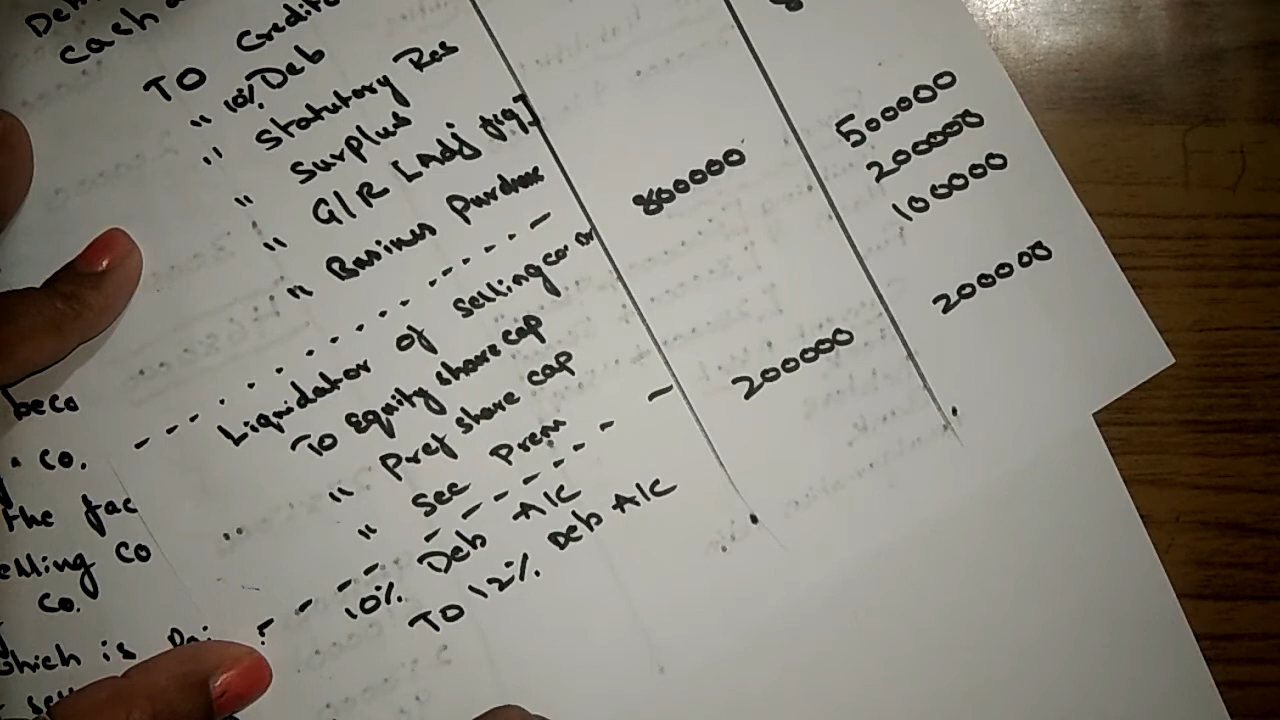 Cash
TO Credito
" 10% Deb
" Statutory Res
" Surplus
" G/R [Adj fig]
" Business Purchase
Liquidator of selling co Dr 800000
To Equity share cap 500000
" Pref share cap 200000
" Sec Prem 100000
10% Deb A/C 200000
TO 12% Deb A/C 200000
beco
co.
the fac
elling Co
Co.
which is